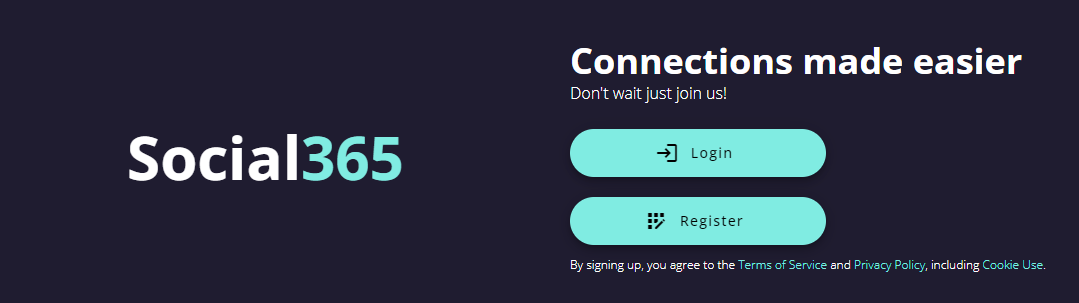 Social365
Connections made easier
Don't wait just join us!
Login
Register
By signing up, you agree to the Terms of Service and Privacy Policy, including Cookie Use.